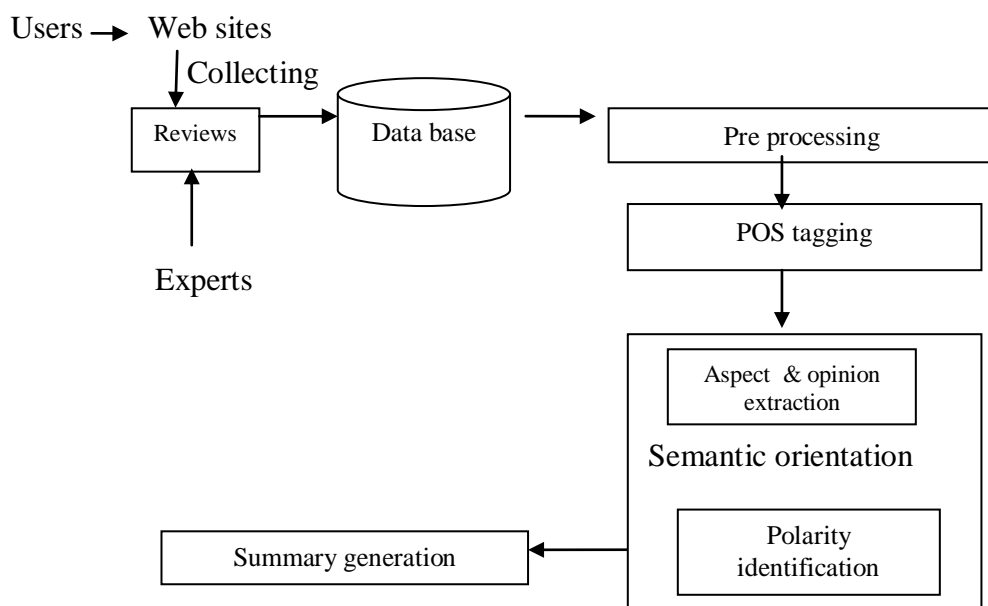 Users Web sites
Collecting
Reviews
Data base
Pre processing
POS tagging
Experts
Aspect & opinion
extraction
Semantic orientation
Polarity
identification
Summary generation